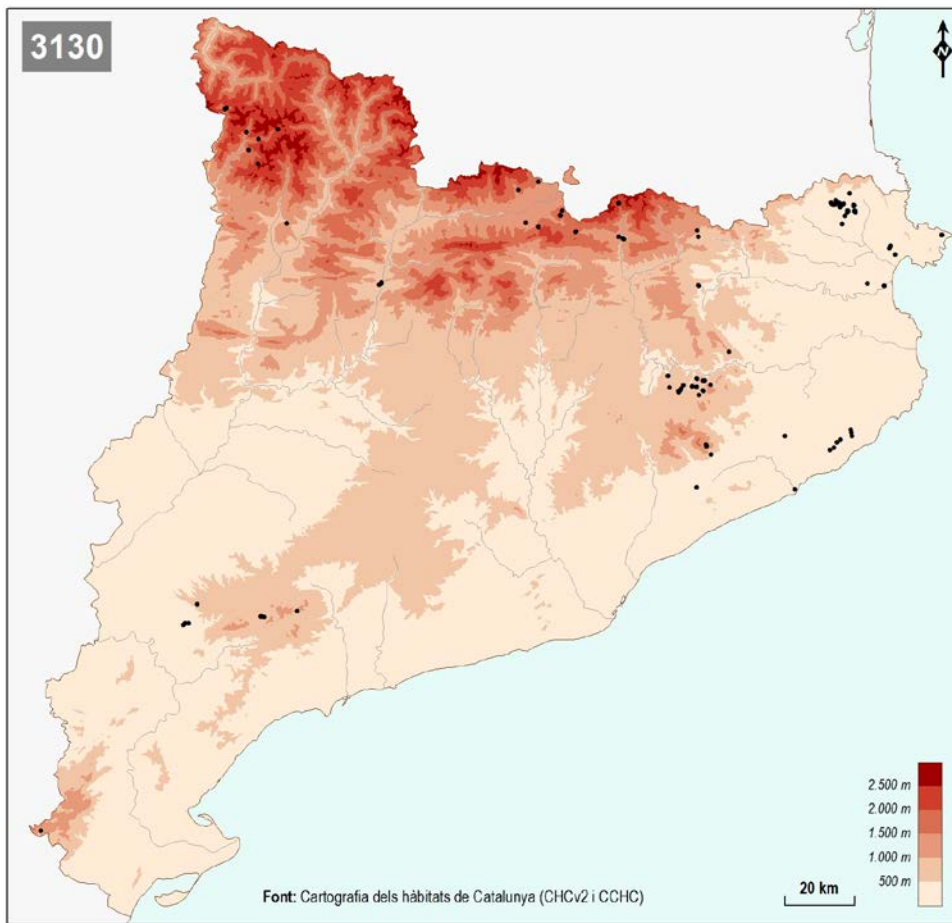 3130
N
2.500 m
2.000 m
1.500 m
1.000 m
500 m
20 km
Font: Cartografia dels hàbitats de Catalunya (CHCv2 i CCHC)